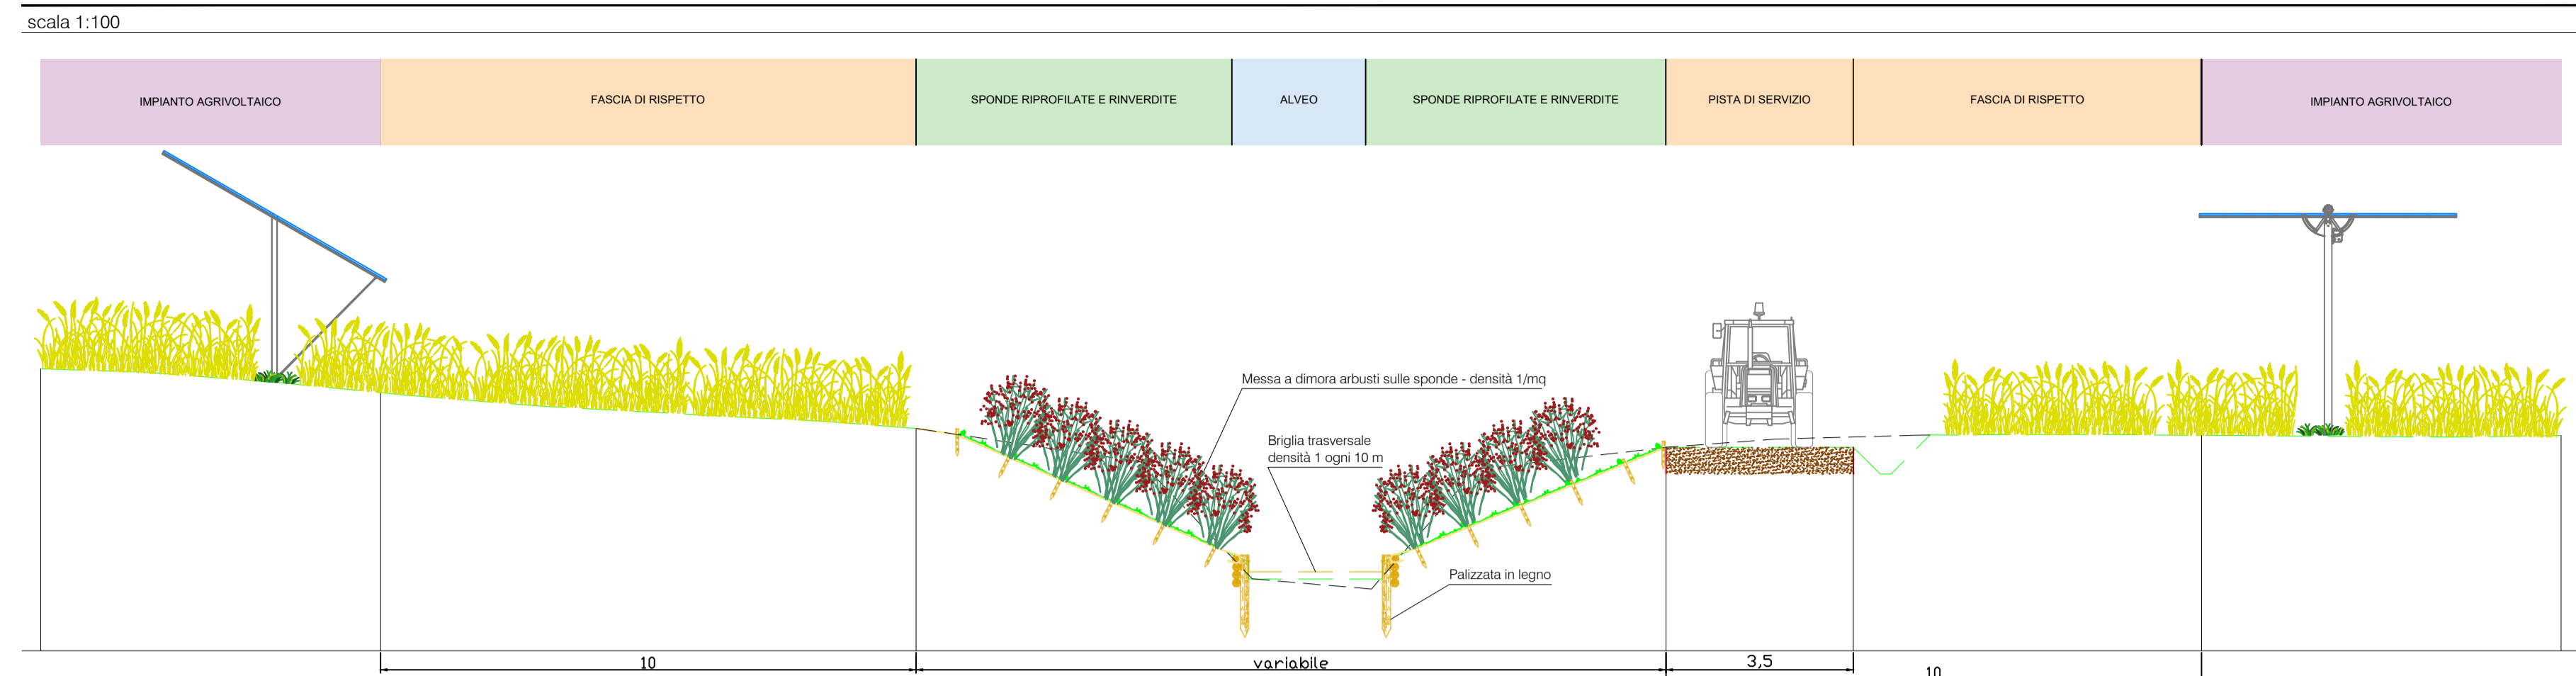 scala 1:100
IMPIANTO AGRIVOLTAICO
FASCIA DI RISPETTO
SPONDE RIPROFILATE E RINVERDITE
ALVEO
SPONDE RIPROFILATE E RINVERDITE
PISTA DI SERVIZIO
FASCIA DI RISPETTO
IMPIANTO AGRIVOLTAICO
Messa a dimora arbusti sulle sponde - densità 1/mq
Briglia trasversale
densità 1 ogni 10 m
Palizzata in legno
10
variabile
3,5
10